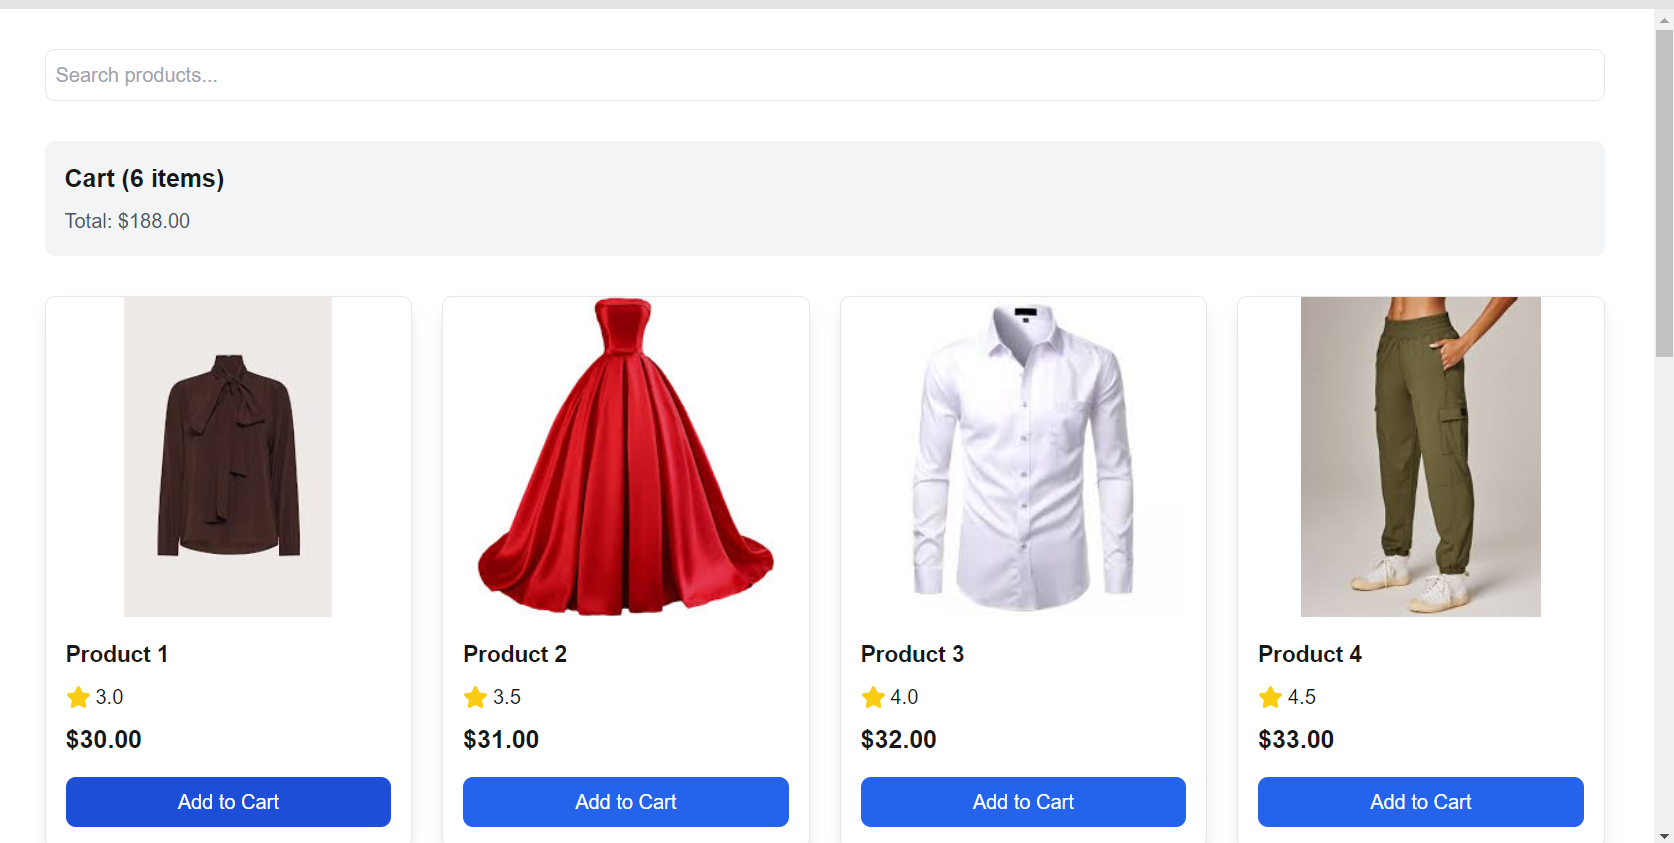 Search products...
Cart (6 items)
Total: $188.00
Product 1
3.0
$30.00
Add to Cart
Product 2
3.5
$31.00
Add to Cart
Product 3
4.0
$32.00
Add to Cart
Product 4
4.5
$33.00
Add to Cart